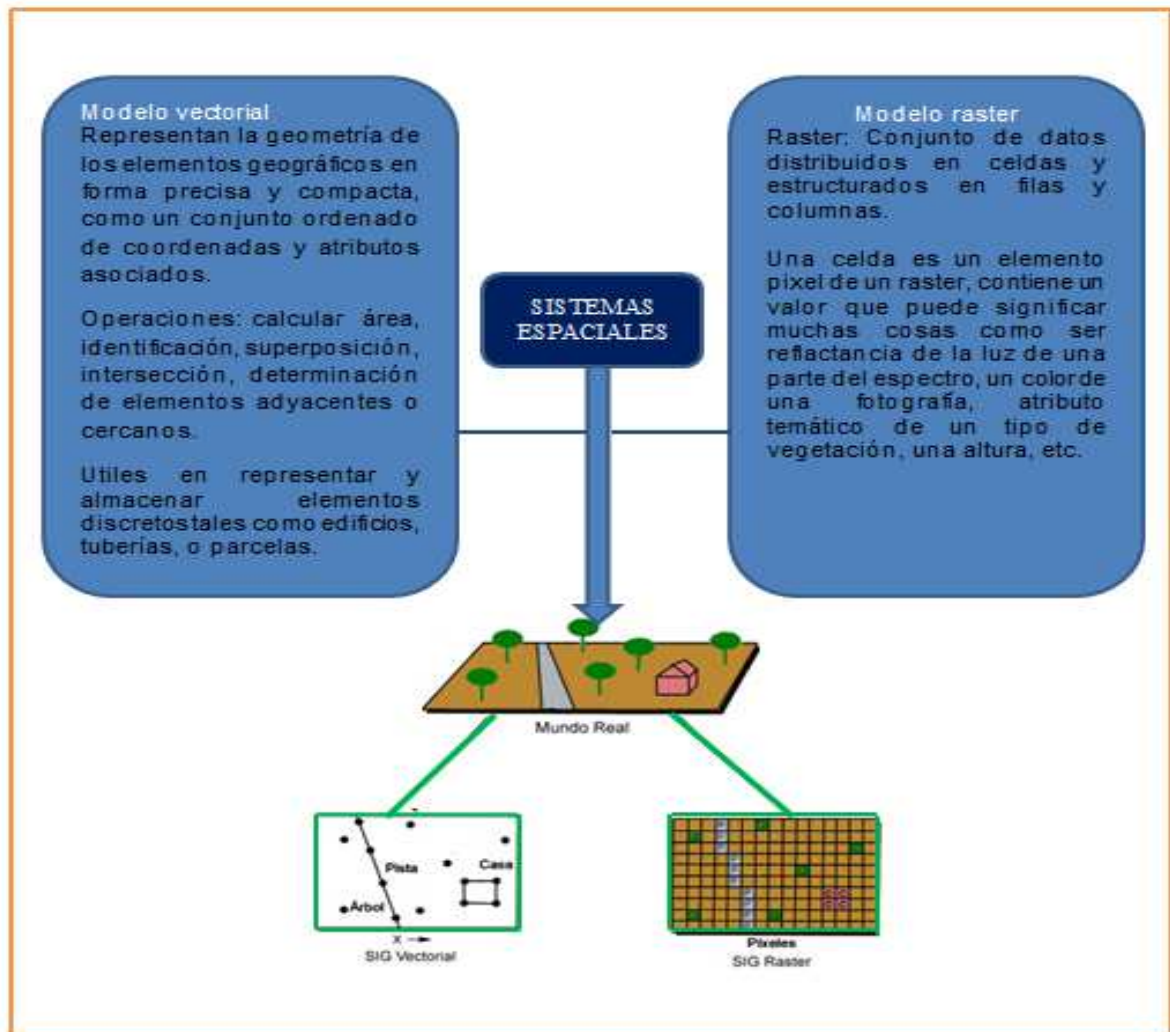 Modelo vectorial
Representan la geometría de
los elementos geográficos en
forma precisa y compacta,
como un conjunto ordenado
de coordenadas y atributos
asociados.
Operaciones: calcular área,
identificación, superposición,
intersección, determinación
de elementos adyacentes o
cercanos.
Utiles en representar y
almacenar elementos
discretos tales como edificios,
tuberías, o parcelas.
SISTEMAS
ESPACIALES
Modelo raster
Raster: Conjunto de datos
distribuidos en celdas y
estructurados en filas y
columnas.
Una celda es un elemento
pixel de un raster, contiene un
valor que puede significar
muchas cosas como ser
reflactancia de la luz de una
parte del espectro, un color de
una fotografía, atributo
temático de un tipo de
vegetación, una altura, etc.
Mundo Real
Pista
Casa
Árbol
X
SIG Vectorial
Píxeles
SIG Raster